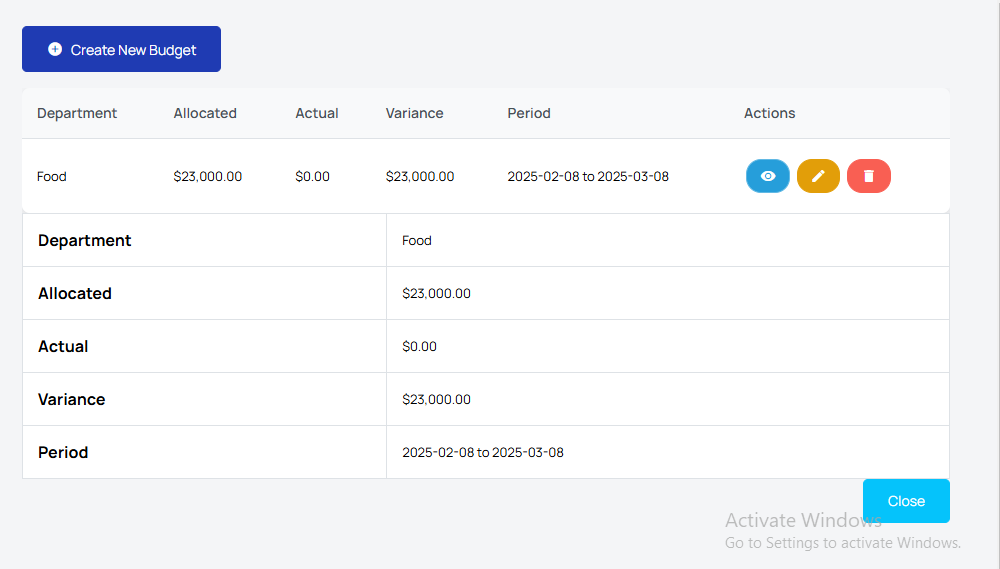 Create New Budget
Department Allocated Actual Variance Period Actions
Food $23,000.00 $0.00 $23,000.00 2025-02-08 to 2025-03-08
Department Food
Allocated $23,000.00
Actual $0.00
Variance $23,000.00
Period 2025-02-08 to 2025-03-08
Close
Activate Windows
Go to Settings to activate Windows.